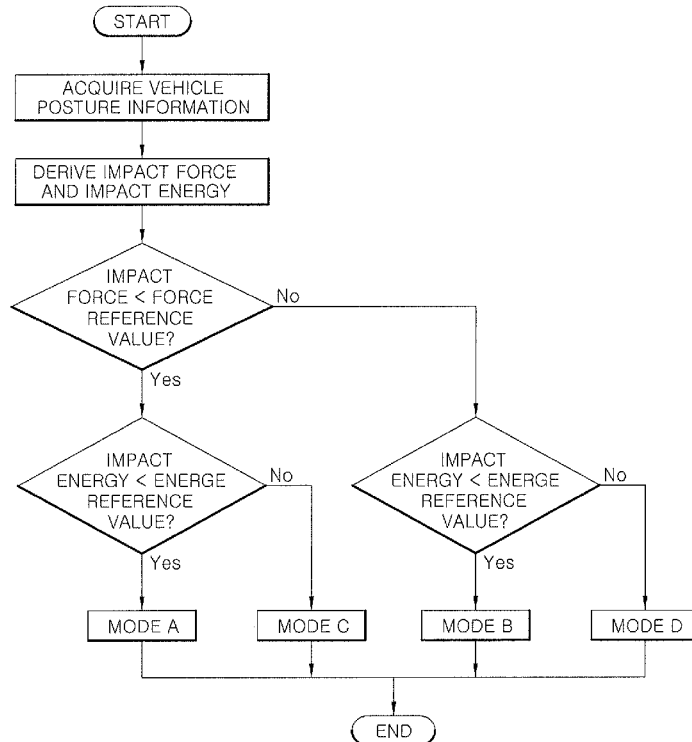 START
ACQUIRE VEHICLE
POSTURE INFORMATION
DERIVE IMPACT FORCE
AND IMPACT ENERGY
IMPACT
FORCE < FORCE
REFERENCE
VALUE?
No
Yes
IMPACT
ENERGY < ENERGE
REFERENCE
VALUE?
No
Yes
IMPACT
ENERGY < ENERGE
REFERENCE
VALUE?
No
Yes
MODE A
MODE C
MODE B
MODE D
END